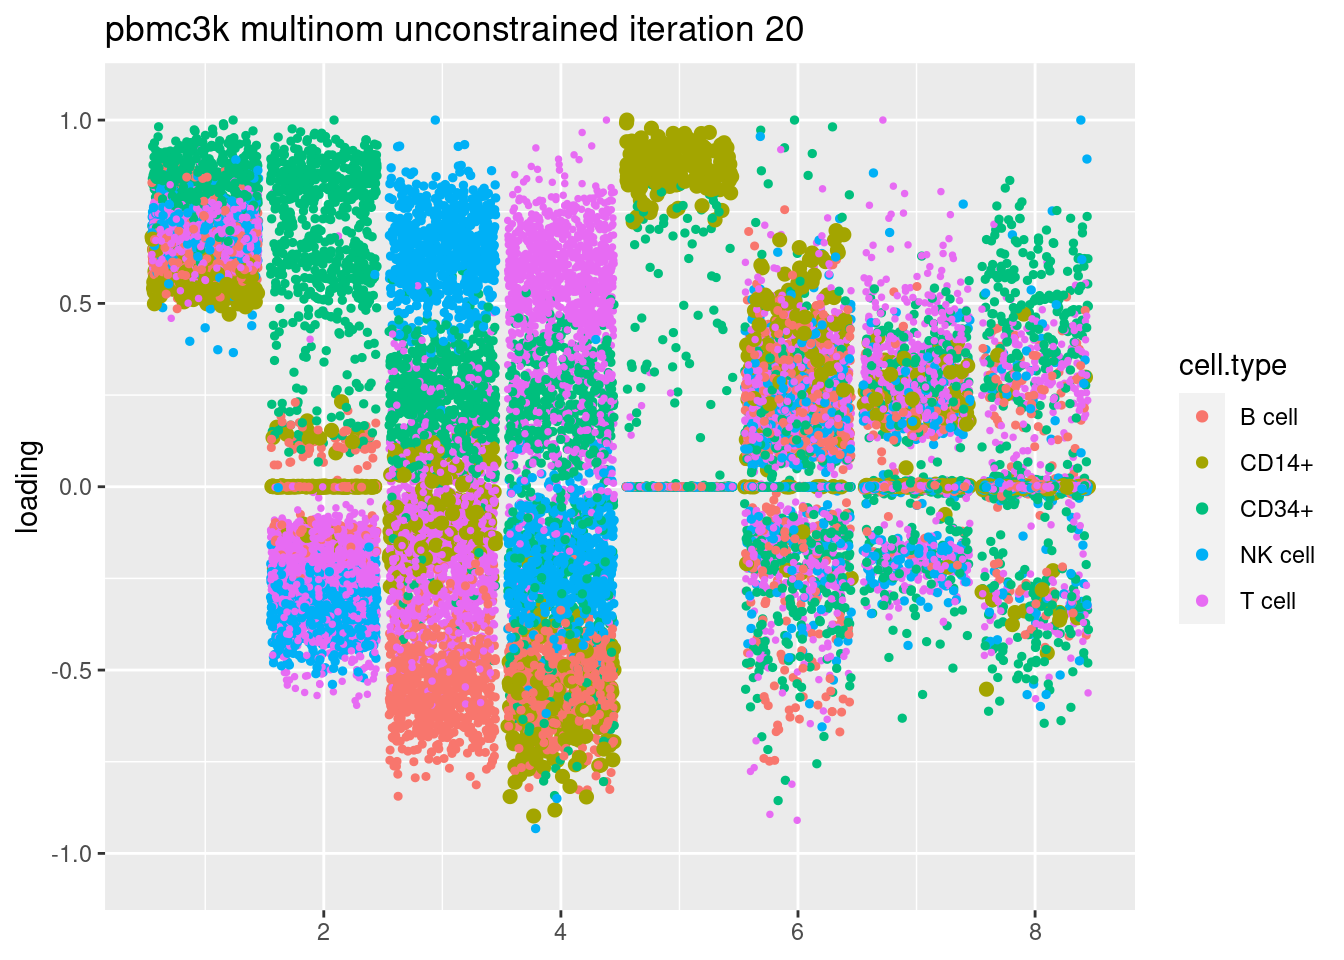 pbmc3k multinom unconstrained iteration 20
1.0
0.5
0.0
-0.5
-1.0
loading
2
4
6
8
cell.type
B cell
CD14+
CD34+
NK cell
T cell